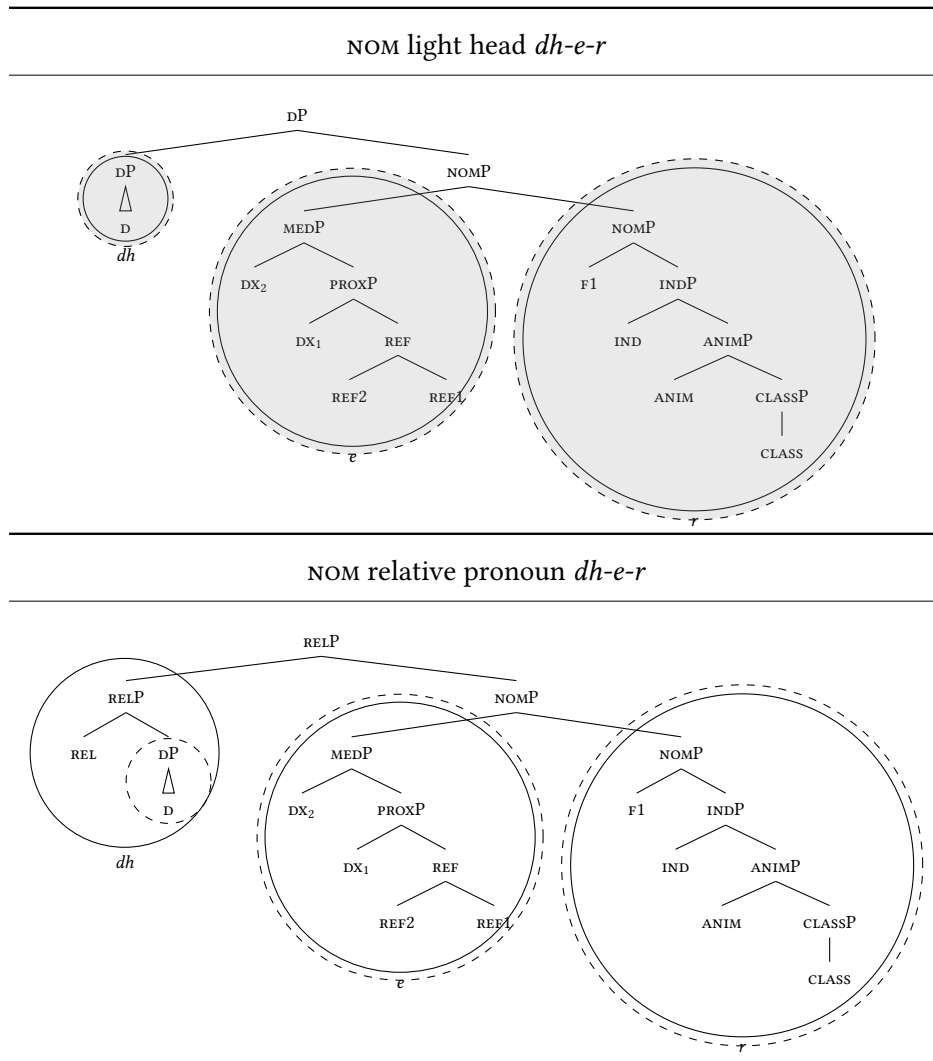 NOM light head dh-e-r
DP
DP NOMP
D MEDP NOMP
dh
DX₂ PROXP F1 INDP
DX₁ REF IND ANIMP
REF2 REF1 ANIM CLASSP
CLASS
e
r
NOM relative pronoun dh-e-r
RELP
RELP NOMP
REL DP MEDP NOMP
D DX₂ PROXP F1 INDP
dh DX₁ REF IND ANIMP
REF2 REF1 ANIM CLASSP
e CLASS
r